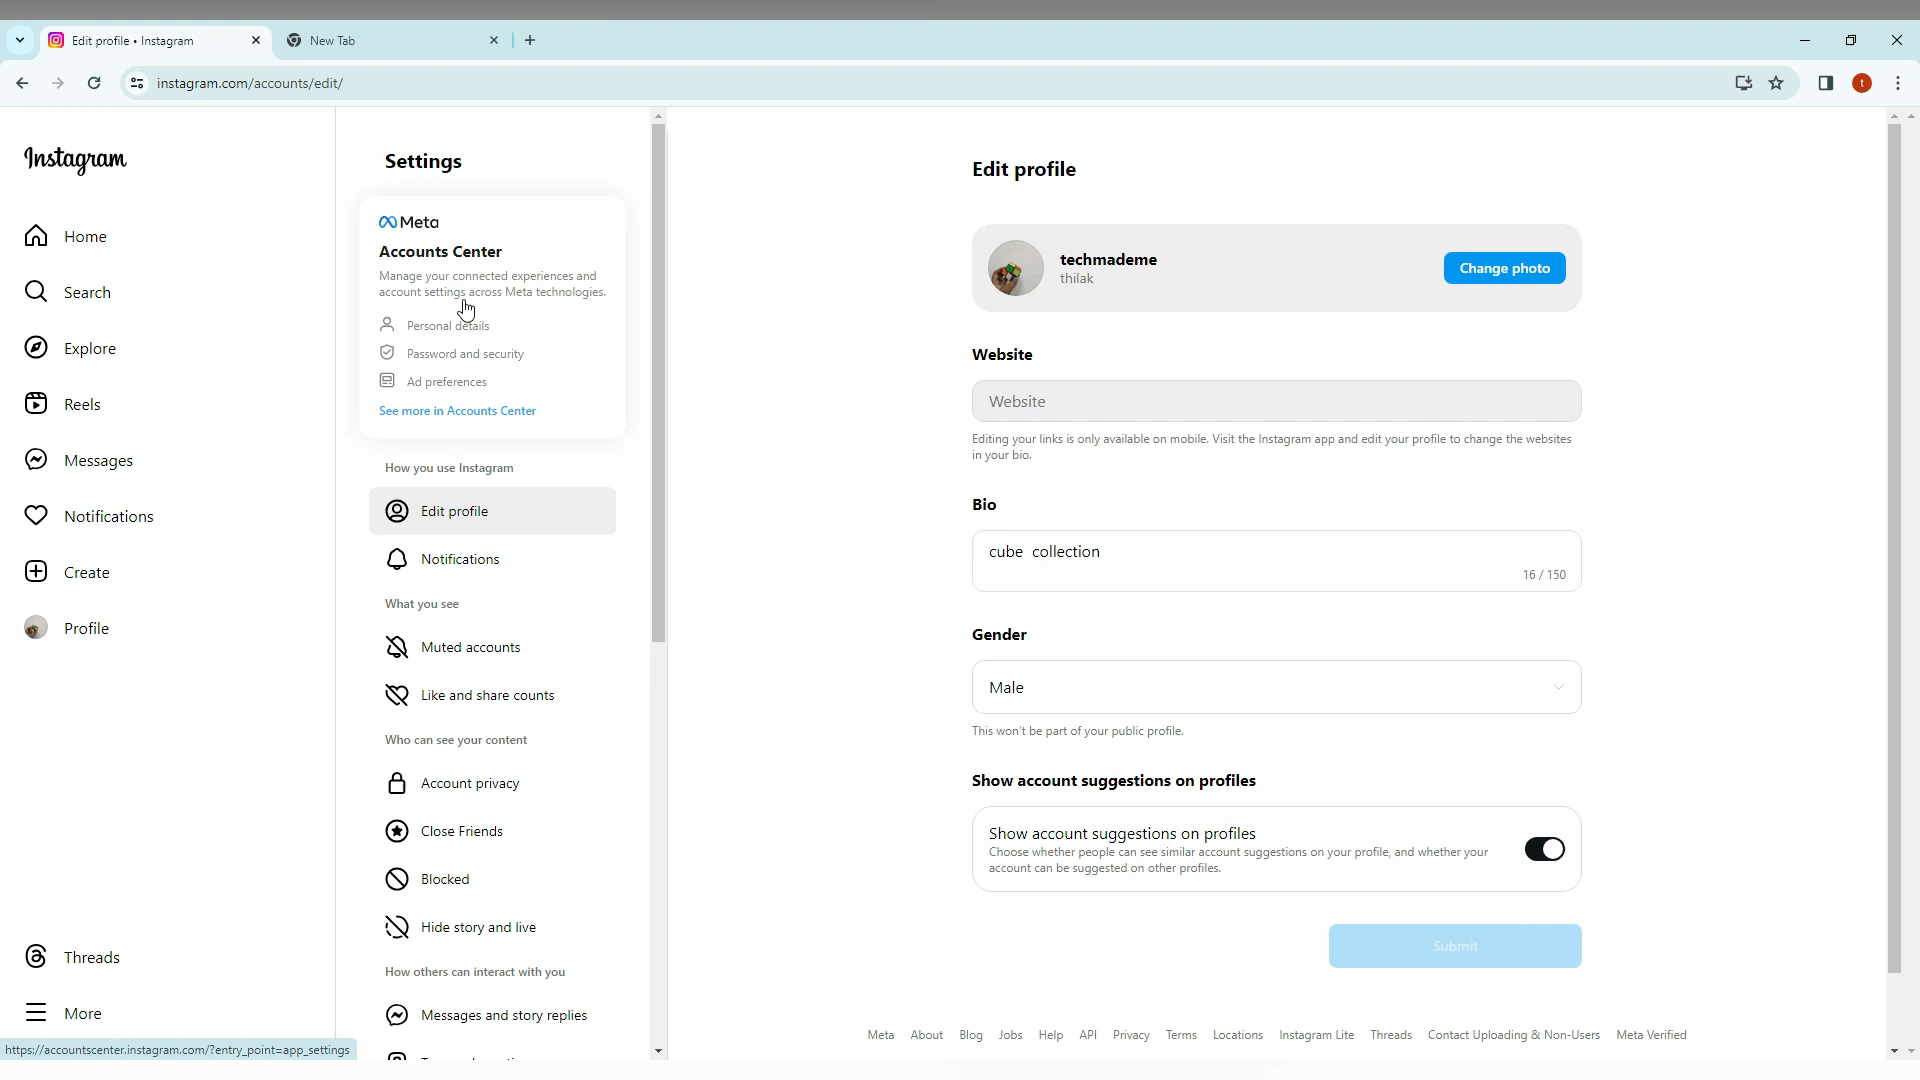 Edit profile • Instagram
New Tab
instagram.com/accounts/edit/
t
Instagram
Home
Search
Explore
Reels
Messages
Notifications
Create
Profile
Threads
More
https://accountscenter.instagram.com/?entry_point=app_settings
Settings
Meta
Accounts Center
Manage your connected experiences and
account settings across Meta technologies.
Personal details
Password and security
Ad preferences
See more in Accounts Center
How you use Instagram
Edit profile
Notifications
What you see
Muted accounts
Like and share counts
Who can see your content
Account privacy
Close Friends
Blocked
Hide story and live
How others can interact with you
Messages and story replies
Edit profile
techmademe
thilak
Change photo
Website
Website
Editing your links is only available on mobile. Visit the Instagram app and edit your profile to change the websites
in your bio.
Bio
cube collection
16 / 150
Gender
Male
This won't be part of your public profile.
Show account suggestions on profiles
Show account suggestions on profiles
Choose whether people can see similar account suggestions on your profile, and whether your
account can be suggested on other profiles.
Submit
Meta About Blog Jobs Help API Privacy Terms Locations Instagram Lite Threads Contact Uploading & Non-Users Meta Verified